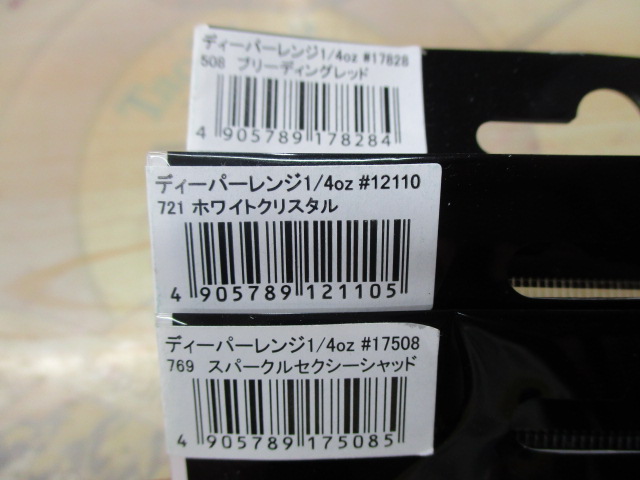 ディーパーレンジ1/4oz #17828
508 ブリーディングレッド
4 905789 178284
ディーパーレンジ1/4oz #12110
721 ホワイトクリスタル
4 905789 121105
ディーパーレンジ1/4oz #17508
769 スパークルセクシーシャッド
4 905789 175085